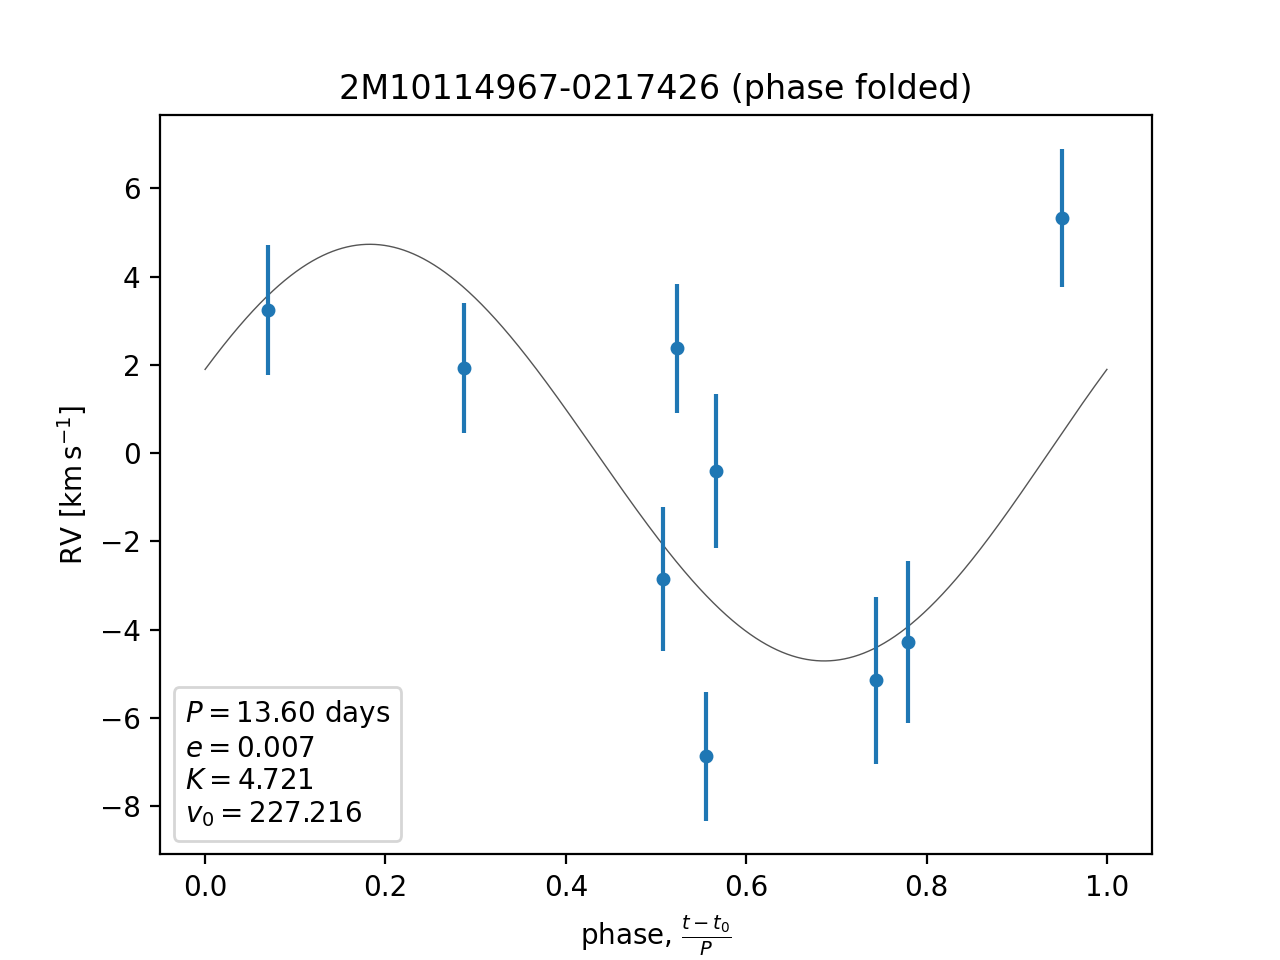 2M10114967-0217426 (phase folded)
RV [km s⁻¹]
6
4
2
0
−2
−4
−6
−8
P = 13.60 days
e = 0.007
K = 4.721
v₀ = 227.216
0.0 0.2 0.4 0.6 0.8 1.0
phase, (t − t₀)/P